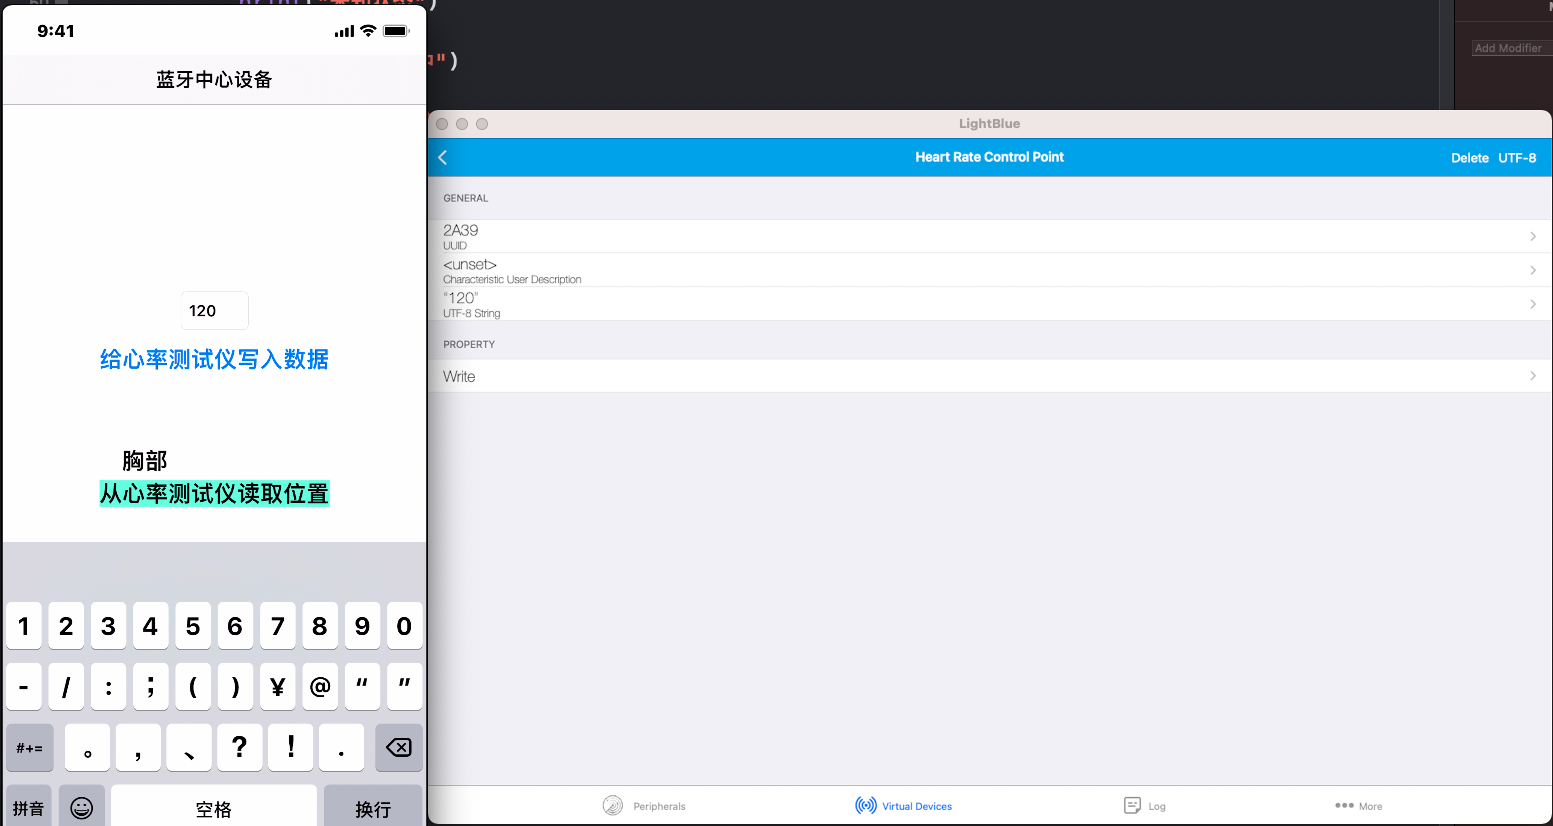 9:41
蓝牙中心设备
120
给心率测试仪写入数据
胸部
从心率测试仪读取位置
1 2 3 4 5 6 7 8 9 0
- / : ; ( ) ¥ @ “ ”
#+= 。 , 、 ? ! .
拼音 空格 换行
")
Add Modifier
LightBlue
Heart Rate Control Point
Delete UTF-8
GENERAL
2A39
UUID
<unset>
Characteristic User Description
"120"
UTF-8 String
PROPERTY
Write
Peripherals Virtual Devices Log More